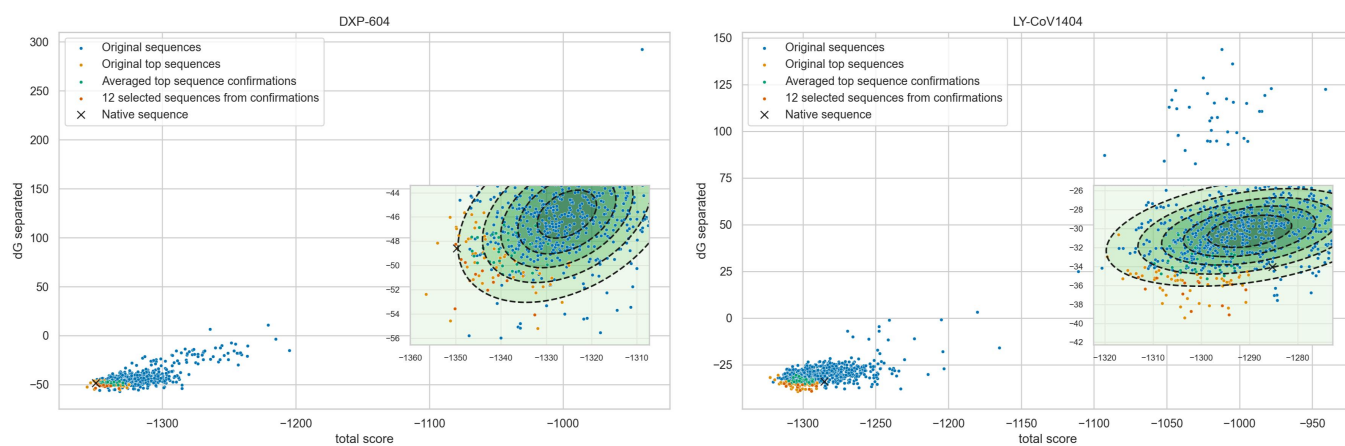 DXP-604
300
250
200
150
100
50
0
−50
dG separated
Original sequences
Original top sequences
Averaged top sequence confirmations
12 selected sequences from confirmations
Native sequence
−44
−46
−48
−50
−52
−54
−56
−1360 −1350 −1340 −1330 −1320 −1310
−1300 −1200 −1100 −1000
total score
LY-CoV1404
150
125
100
75
50
25
0
−25
dG separated
Original sequences
Original top sequences
Averaged top sequence confirmations
12 selected sequences from confirmations
Native sequence
−26
−28
−30
−32
−34
−36
−38
−40
−42
−1320 −1310 −1300 −1290 −1280
−1300 −1250 −1200 −1150 −1100 −1050 −1000 −950
total score